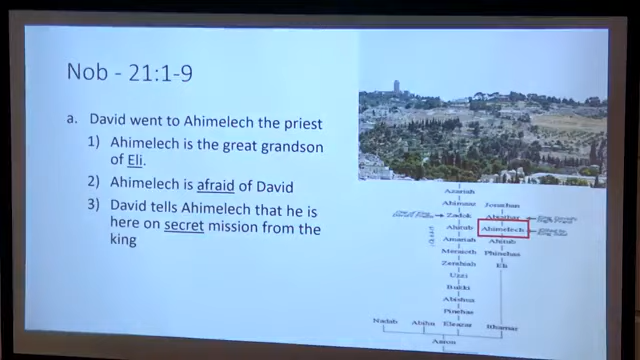 Nob - 21:1-9
a. David went to Ahimelech the priest
1) Ahimelech is the great grandson
of Eli.
2) Ahimelech is afraid of David
3) David tells Ahimelech that he is
here on secret mission from the
king
Azariah
Ahimaaz Jonathan
Zadok Abiathar
Ahitub Ahimelech
Amariah Ahitub
Meraioth Phinehas
Zerahiah Eli
Uzzi
Bukki
Abishua
Pinehas
Nadab Abihu Eleazar Ithamar
Aaron